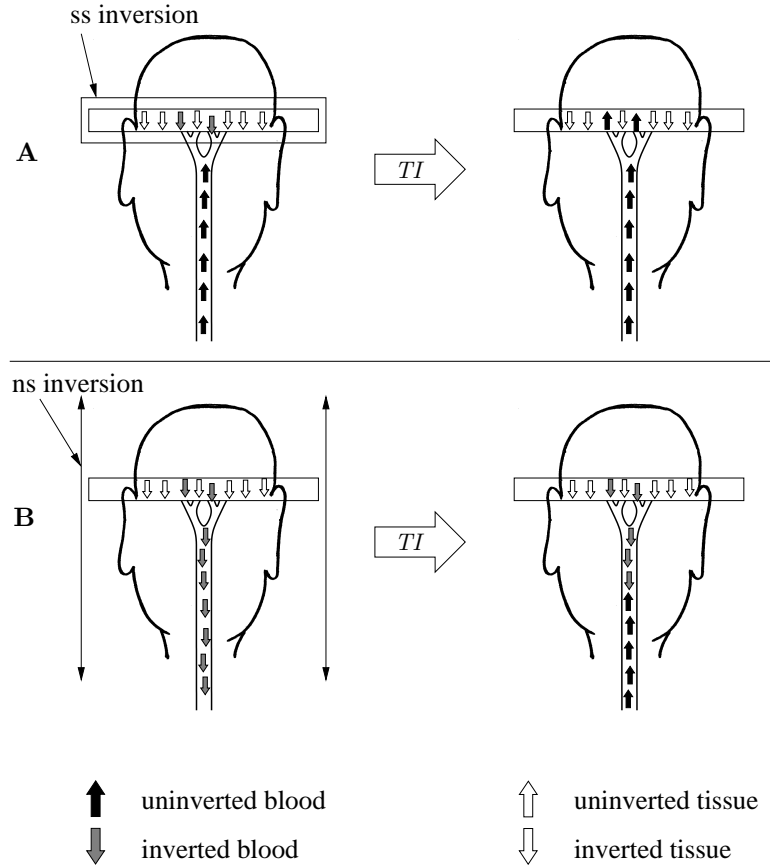 ss inversion
A
TI
ns inversion
B
TI
uninverted blood
uninverted tissue
inverted blood
inverted tissue